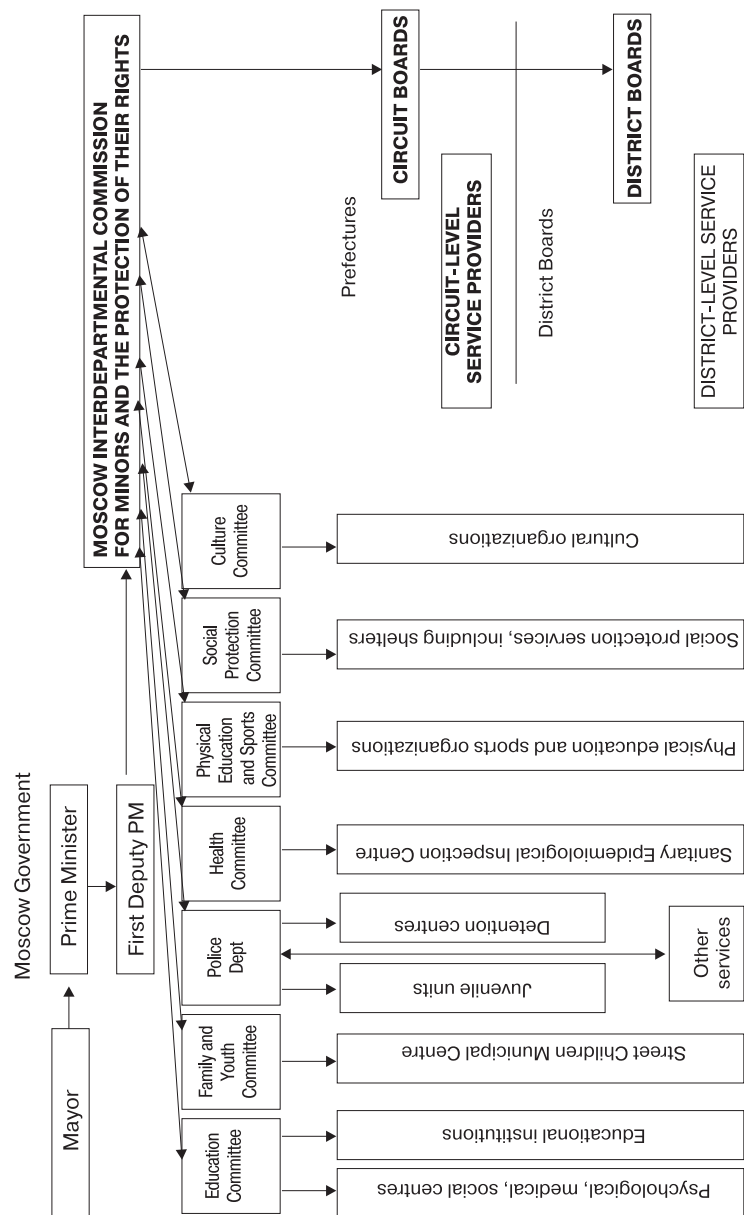 Moscow Government
Mayor
Prime Minister
First Deputy PM
MOSCOW INTERDEPARTMENTAL COMMISSION
FOR MINORS AND THE PROTECTION OF THEIR RIGHTS
Education
Committee
Family and
Youth
Committee
Police
Dept
Health
Committee
Physical
Education
and Sports
Committee
Social
Protection
Committee
Culture
Committee
Psychological, social, medical, social centres
Educational institutions
Street Children Municipal Centre
Juvenile units
Detention centres
Other
services
Sanitary Epidemiological Inspection Centre
Physical education and sports organizations
Social protection services, including shelters
Cultural organizations
Prefectures
CIRCUIT BOARDS
CIRCUIT-LEVEL
SERVICE PROVIDERS
District Boards
DISTRICT BOARDS
DISTRICT-LEVEL SERVICE
PROVIDERS